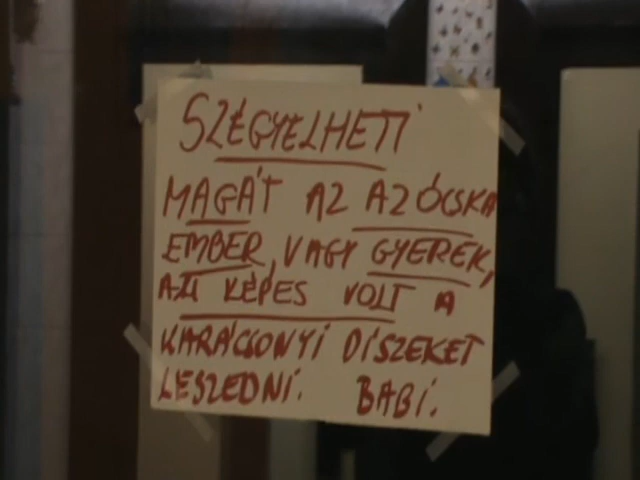 SZÉGYELHETI
MAGÁT AZ AZ ÓCSKA
EMBER, VAGY GYEREK,
AKI KÉPES VOLT A
KARÁCSONYI DÍSZEKET
LESZEDNI. BABI.